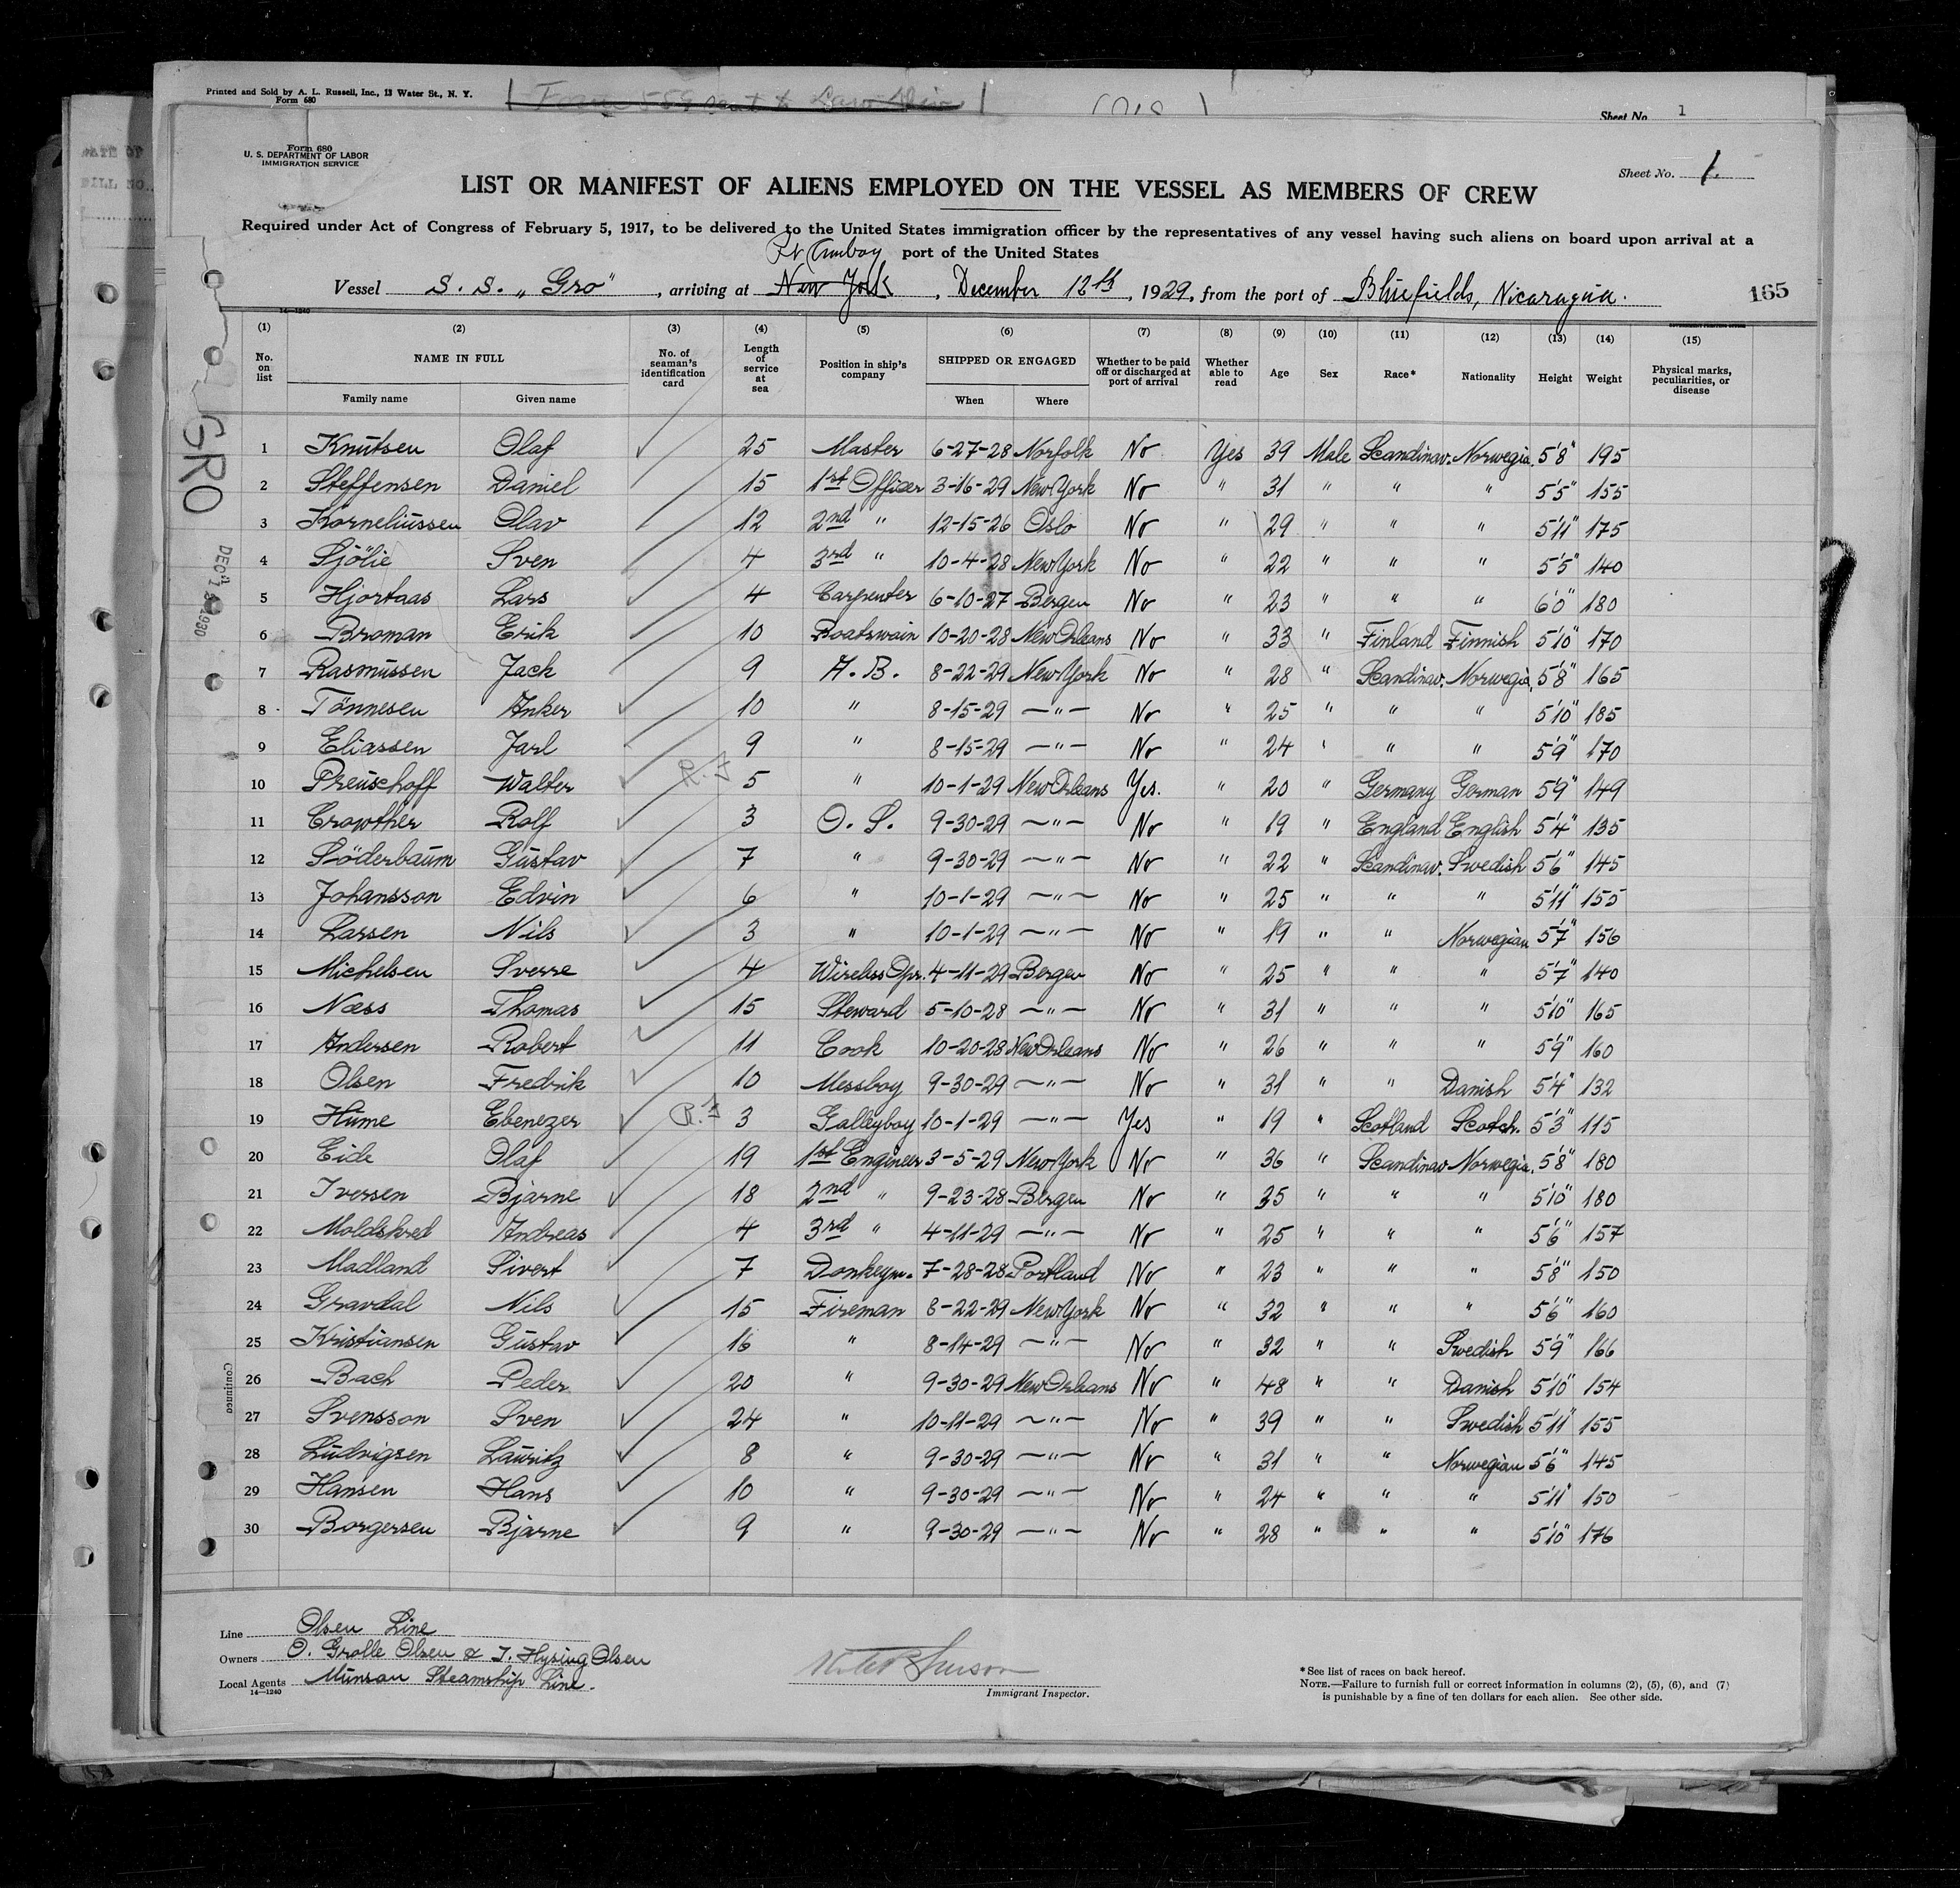 Printed and Sold by A. L. Russell, Inc., 13 Water St., N. Y.
Form 680
Sheet No. 1
Form 680
U. S. DEPARTMENT OF LABOR
IMMIGRATION SERVICE
Sheet No. 1.
LIST OR MANIFEST OF ALIENS EMPLOYED ON THE VESSEL AS MEMBERS OF CREW
Required under Act of Congress of February 5, 1917, to be delivered to the United States immigration officer by the representatives of any vessel having such aliens on board upon arrival at a
port of the United States
Pt Amboy
Vessel S. S. „Gro“, arriving at New York, December 12th, 1929, from the port of Bluefields, Nicaragua.
165
14—1240
(1) (2) (3) (4) (5) (6) (7) (8) (9) (10) (11) (12) (13) (14) (15)
No. on list NAME IN FULL No. of seaman's identification card Length of service at sea Position in ship's company SHIPPED OR ENGAGED Whether to be paid off or discharged at port of arrival Whether able to read Age Sex Race* Nationality Height Weight Physical marks, peculiarities, or disease
Family name Given name When Where
GRO
1 Knutsen Olaf 25 Master 6-27-28 Norfolk No Yes 39 Male Scandinav. Norwegia. 5'8" 195
2 Steffensen Daniel 15 1st Officer 3-16-29 New York No " 31 " " " 5'5" 155
3 Korneliussen Olav 12 2nd " 12-15-26 Oslo No " 29 " " " 5'11" 175
4 Sjölie Sven 4 3rd " 10-4-28 New York No " 22 " " " 5'5" 140
5 Hjortaas Lars 4 Carpenter 6-10-27 Bergen No " 23 " " " 6'0" 180
6 Broman Erik 10 Boatswain 10-20-28 New Orleans No " 33 " Finland Finnish 5'10" 170
7 Rasmussen Jack 9 A. B. 8-22-29 New York No " 28 " Scandinav. Norwegia. 5'8" 165
8 Tönnesen Anker 10 " 8-15-29 —"— No " 25 " " " 5'10" 185
9 Eliassen Jarl 9 " 8-15-29 —"— No " 24 " " " 5'9" 170
10 Preuschoff Walter 5 " 10-1-29 New Orleans Yes. " 20 " Germany German 5'9" 149
11 Crowther Rolf 3 O. S. 9-30-29 —"— No " 19 " England English 5'4" 135
12 Söderbaum Gustav 7 " 9-30-29 —"— No " 22 " Scandinav. Swedish 5'6" 145
13 Johansson Edvin 6 " 10-1-29 —"— No " 25 " " " 5'11" 155
14 Larsen Nils 3 " 10-1-29 —"— No " 19 " " Norwegian 5'7" 156
15 Michelsen Sverre 4 Wireless Opr. 4-11-29 Bergen No " 25 " " " 5'7" 140
16 Næss Thomas 15 Steward 5-10-28 —"— No " 31 " " " 5'10" 165
17 Andersen Robert 11 Cook 10-20-28 New Orleans No " 26 " " " 5'9" 160
18 Olsen Fredrik 10 Messboy 9-30-29 —"— No " 31 " " Danish 5'4" 132
19 Hume Ebenezer 3 Galleyboy 10-1-29 —"— Yes " 19 " Scotland Scotch. 5'3" 115
20 Eide Olaf 19 1st Engineer 3-5-29 New York No " 36 " Scandinav. Norwegia. 5'8" 180
21 Iversen Bjarne 18 2nd " 9-23-28 Bergen No " 35 " " " 5'10" 180
22 Moldskred Andreas 4 3rd " 4-11-29 —"— No " 25 " " " 5'6" 157
23 Madland Sivert 7 Donkeym. 7-28-28 Portland No " 23 " " " 5'8" 150
24 Gravdal Nils 15 Fireman 8-22-29 New York No " 32 " " " 5'6" 160
25 Kristiansen Gustav 16 " 8-14-29 —"— No " 32 " " Swedish 5'9" 166
26 Bach Peder 20 " 9-30-29 New Orleans No " 48 " " Danish 5'10" 154
27 Svensson Sven 24 " 10-11-29 —"— No " 39 " " Swedish 5'11" 155
28 Ludvigsen Lauritz 8 " 9-30-29 —"— No " 31 " " Norwegian 5'6" 145
29 Hansen Hans 10 " 9-30-29 —"— No " 24 " " " 5'11" 150
30 Borgersen Bjarne 9 " 9-30-29 —"— No " 28 " " " 5'10" 176
Line Olsen Line
Owners O. Grolle Olsen & I. Hysing Olsen
Local Agents Munson Steamship Line.
14—1240
Immigrant Inspector.
*See list of races on back hereof.
NOTE.—Failure to furnish full or correct information in columns (2), (5), (6), and (7)
is punishable by a fine of ten dollars for each alien. See other side.